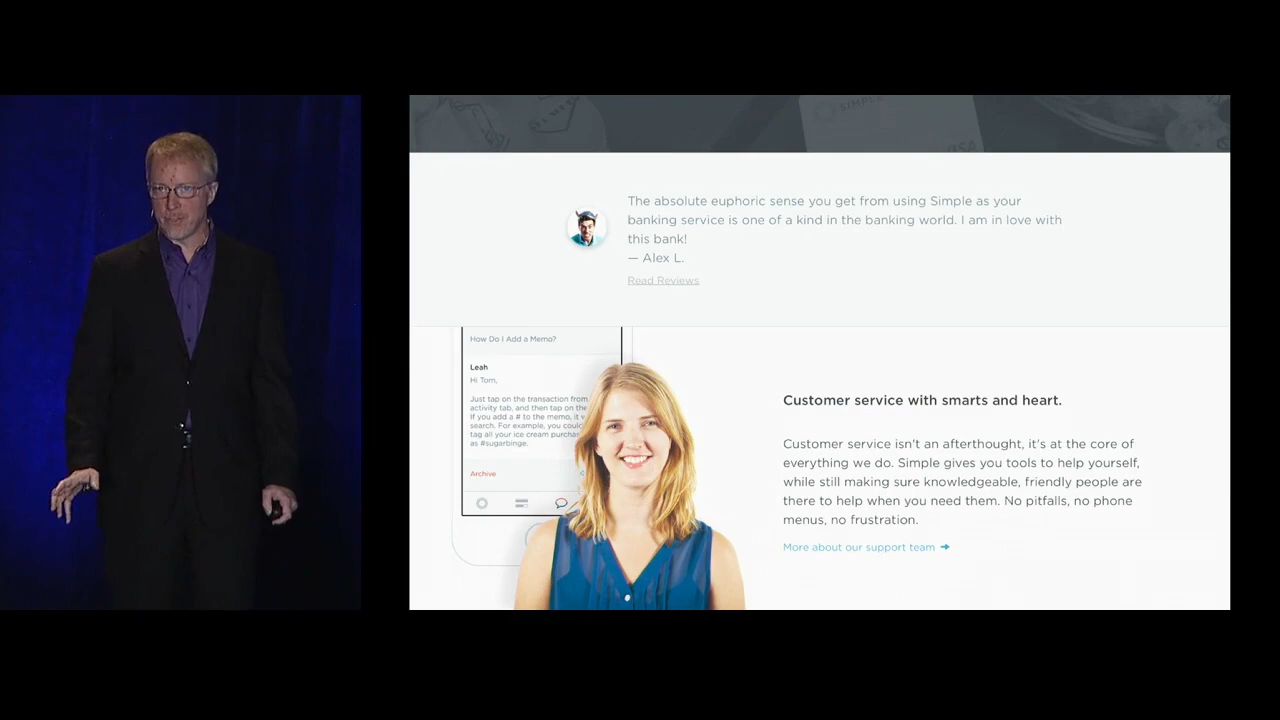 SIMPLE
VISA
The absolute euphoric sense you get from using Simple as your
banking service is one of a kind in the banking world. I am in love with
this bank!
— Alex L.
Read Reviews
How Do I Add a Memo?
Leah
Hi Tom,
Just tap on the transaction from
activity tab, and then tap on the
If you add a # to the memo, it
search. For example, you could
tag all your ice cream
as #sugarbinge.
Archive
Customer service with smarts and heart.
Customer service isn't an afterthought, it's at the core of
everything we do. Simple gives you tools to help yourself,
while still making sure knowledgeable, friendly people are
there to help when you need them. No pitfalls, no phone
menus, no frustration.
More about our support team